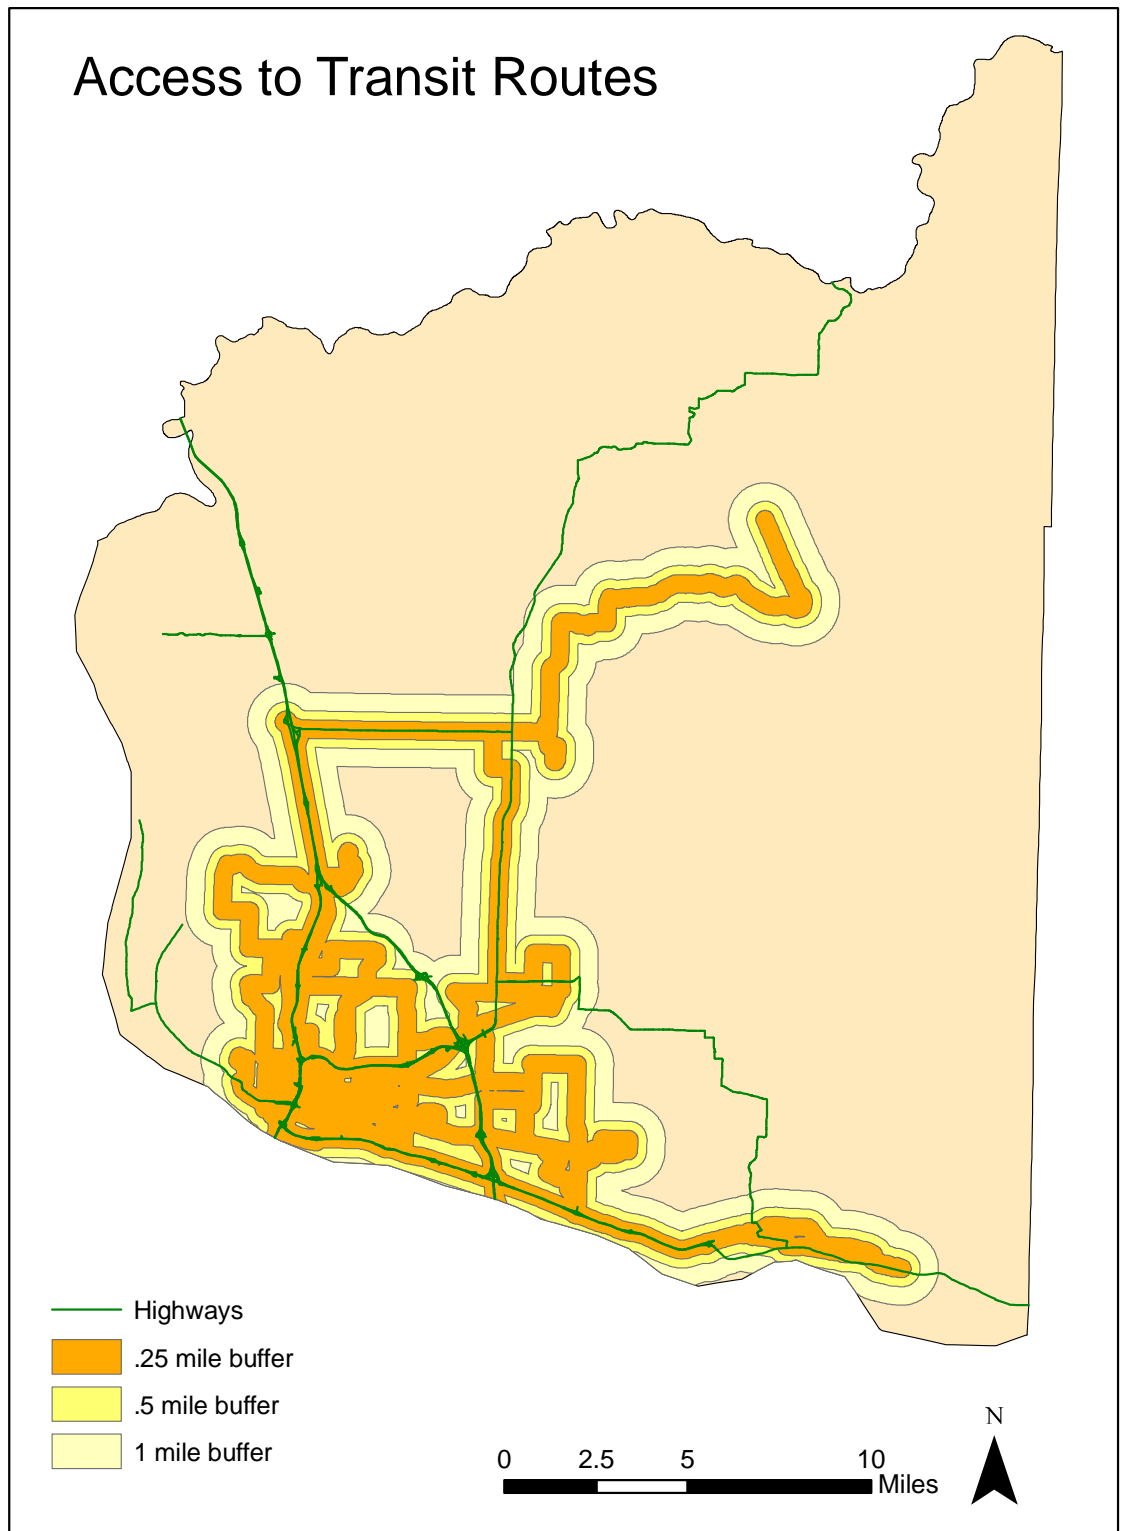 Access to Transit Routes
Highways
.25 mile buffer
.5 mile buffer
1 mile buffer
0 2.5 5 10
Miles
N